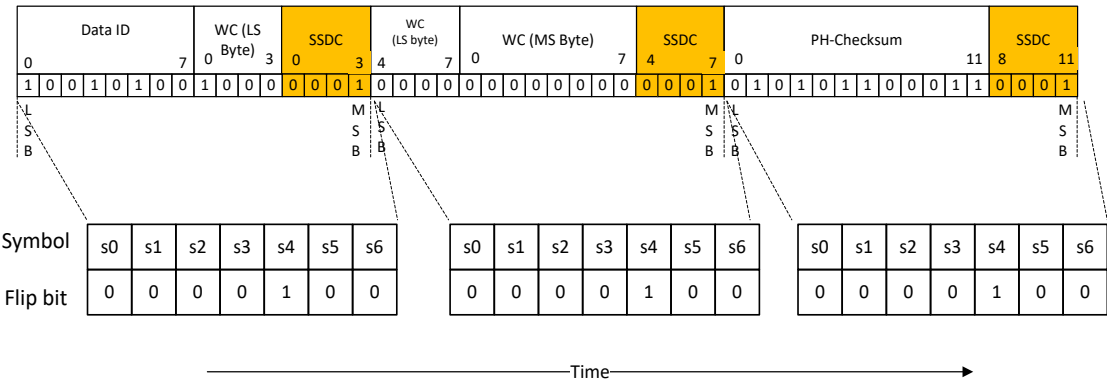 Data ID WC (LS Byte) SSDC WC (LS byte) WC (MS Byte) SSDC PH-Checksum SSDC
0 7 0 3 0 3 4 7 0 7 4 7 0 11 8 11
1 0 0 1 0 1 0 0 1 0 0 0 0 0 0 1 0 0 0 0 0 0 0 0 0 0 0 0 0 0 0 1 0 1 0 1 0 1 1 0 0 0 1 1 0 0 0 1
L M L M L M
S S S S S S
B B B B B B
Symbol s0 s1 s2 s3 s4 s5 s6 s0 s1 s2 s3 s4 s5 s6 s0 s1 s2 s3 s4 s5 s6
Flip bit 0 0 0 0 1 0 0 0 0 0 0 1 0 0 0 0 0 0 1 0 0
Time